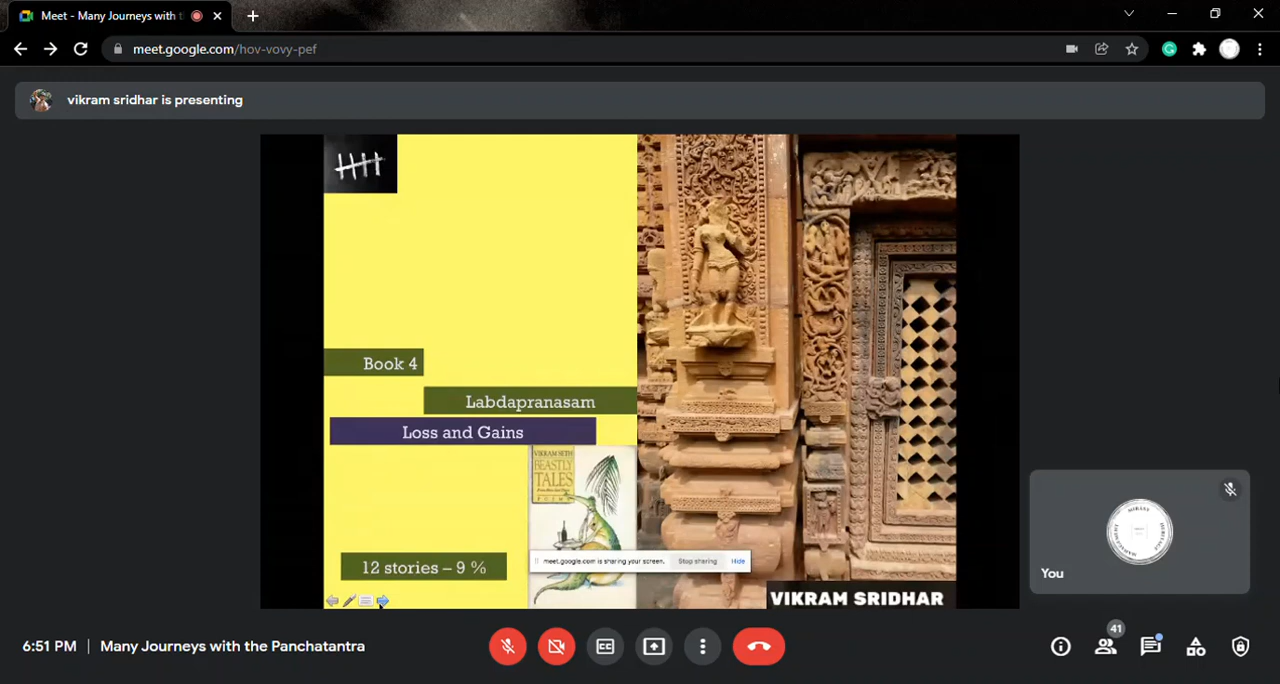 Meet - Many Journeys with t
meet.google.com/hov-vovy-pef
vikram sridhar is presenting
Book 4
Labdapranasam
Loss and Gains
VIKRAM SETH
BEASTLY
TALES
POEMS
12 stories – 9 %
meet.google.com is sharing your screen.
Stop sharing
Hide
VIKRAM SRIDHAR
You
6:51 PM
Many Journeys with the Panchatantra
CC
41